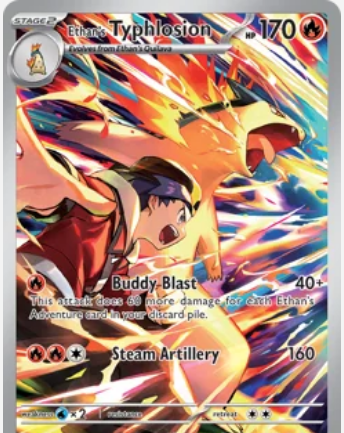 STAGE 2
Ethan's Typhlosion HP 170
Evolves from Ethan's Quilava
Buddy Blast 40+
This attack does 60 more damage for each Ethan's
Adventure card in your discard pile.
Steam Artillery 160
weakness ×2 resistance retreat